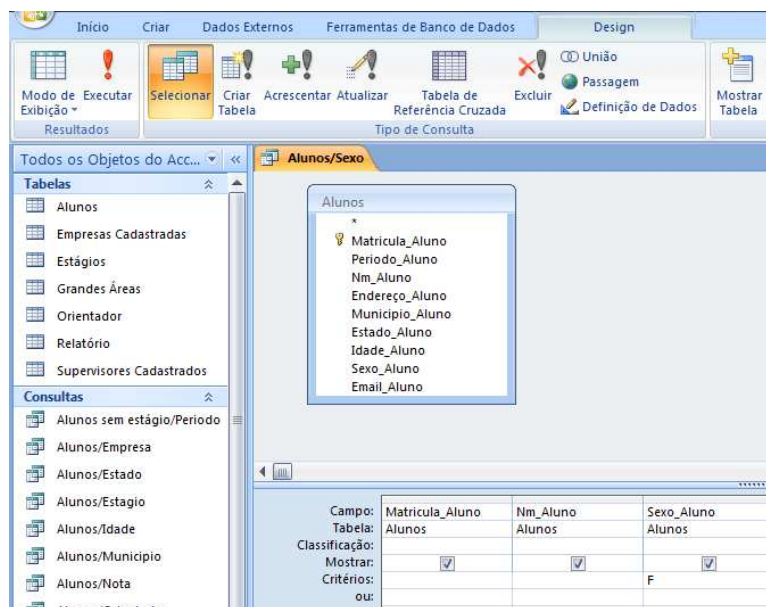 Início Criar Dados Externos Ferramentas de Banco de Dados Design
Modo de Exibição Executar
Selecionar Criar Tabela Acrescentar Atualizar Tabela de Referência Cruzada Excluir
União
Passagem
Definição de Dados
Mostrar Tabela
Resultados Tipo de Consulta
Todos os Objetos do Acc... «
Alunos/Sexo
Tabelas
Alunos
Empresas Cadastradas
Estágios
Grandes Áreas
Orientador
Relatório
Supervisores Cadastrados
Consultas
Alunos sem estágio/Periodo
Alunos/Empresa
Alunos/Estado
Alunos/Estagio
Alunos/Idade
Alunos/Municipio
Alunos/Nota
Alunos
*
Matricula_Aluno
Periodo_Aluno
Nm_Aluno
Endereço_Aluno
Municipio_Aluno
Estado_Aluno
Idade_Aluno
Sexo_Aluno
Email_Aluno
Campo: Matricula_Aluno Nm_Aluno Sexo_Aluno
Tabela: Alunos Alunos Alunos
Classificação:
Mostrar:
Critérios: F
ou: